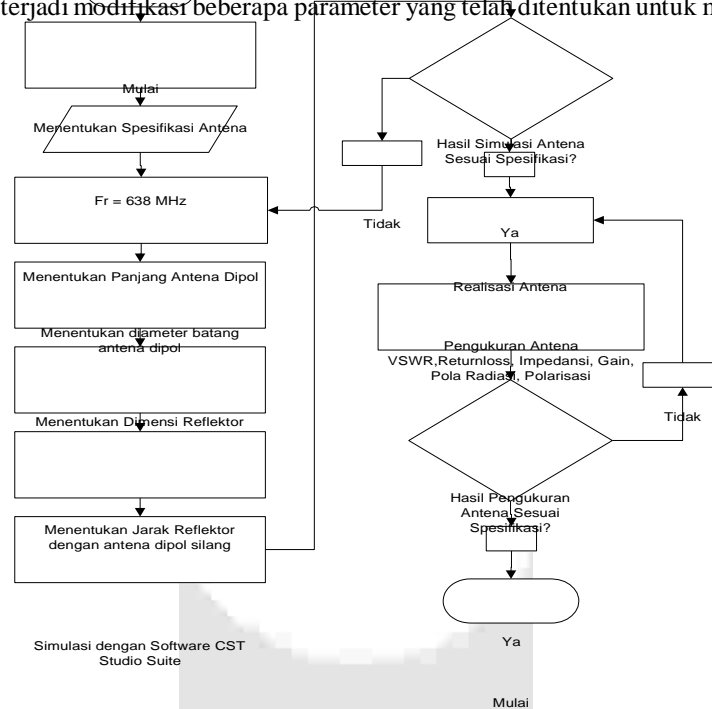 terjadi modifikasi beberapa parameter yang telah ditentukan untuk m
Mulai
Menentukan Spesifikasi Antena
Fr = 638 MHz
Menentukan Panjang Antena Dipol
Menentukan diameter batang
antena dipol
Menentukan Dimensi Reflektor
Menentukan Jarak Reflektor
dengan antena dipol silang
Simulasi dengan Software CST
Studio Suite
Hasil Simulasi Antena
Sesuai Spesifikasi?
Tidak
Ya
Realisasi Antena
Pengukuran Antena
VSWR,Returnloss, Impedansi, Gain,
Pola Radiasi, Polarisasi
Tidak
Hasil Pengukuran
Antena Sesuai
Spesifikasi?
Ya
Mulai